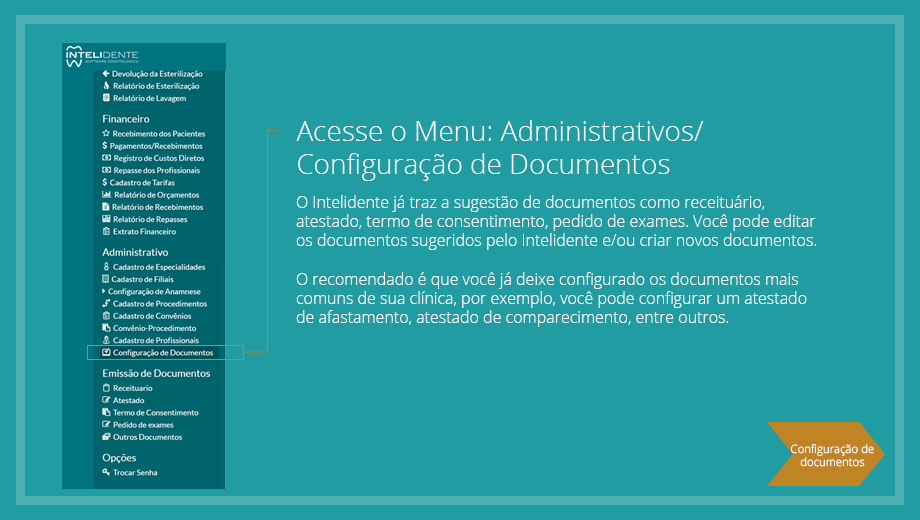 INTELIDENTE
SOFTWARE ODONTOLÓGICO
Devolução da Esterilização
Relatório de Esterilização
Relatório de Lavagem
Financeiro
Recebimento dos Pacientes
Pagamentos/Recebimentos
Registro de Custos Diretos
Repasse dos Profissionais
Cadastro de Tarifas
Relatório de Orçamentos
Relatório de Recebimentos
Relatório de Repasses
Extrato Financeiro
Administrativo
Cadastro de Especialidades
Cadastro de Filiais
Configuração de Anamnese
Cadastro de Procedimentos
Cadastro de Convênios
Convênio-Procedimento
Cadastro de Profissionais
Configuração de Documentos
Emissão de Documentos
Receituario
Atestado
Termo de Consentimento
Pedido de exames
Outros Documentos
Opções
Trocar Senha
Acesse o Menu: Administrativos/
Configuração de Documentos
O Intelidente já traz a sugestão de documentos como receituário,
atestado, termo de consentimento, pedido de exames. Você pode editar
os documentos sugeridos pelo Intelidente e/ou criar novos documentos.
O recomendado é que você já deixe configurado os documentos mais
comuns de sua clínica, por exemplo, você pode configurar um atestado
de afastamento, atestado de comparecimento, entre outros.
Configuração de
documentos